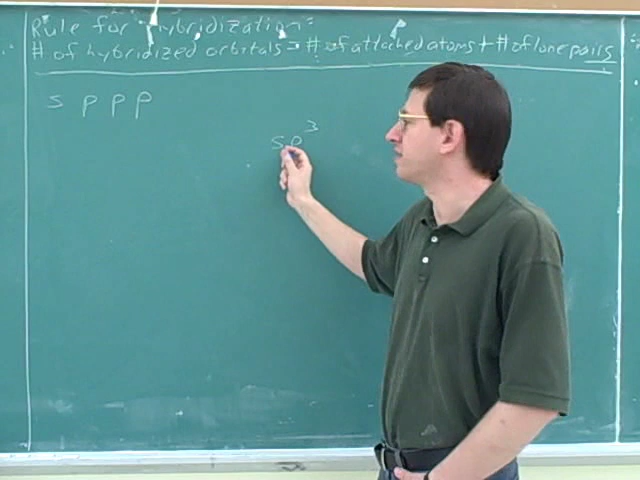 Rule for hybridization:
# of hybridized orbitals = # of attached atoms + # of lone pairs
s p p p
sp³